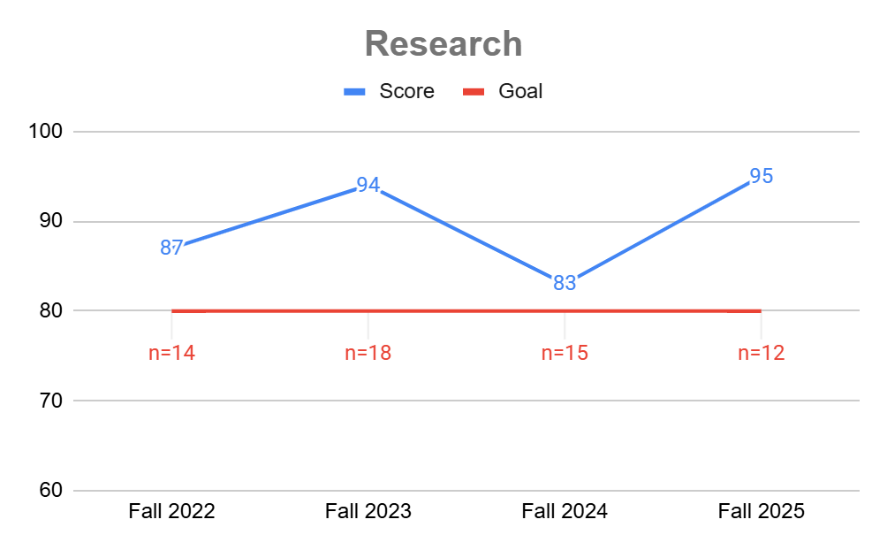 Research
Score Goal
100
90
80
70
60
87 94 83 95
n=14 n=18 n=15 n=12
Fall 2022 Fall 2023 Fall 2024 Fall 2025